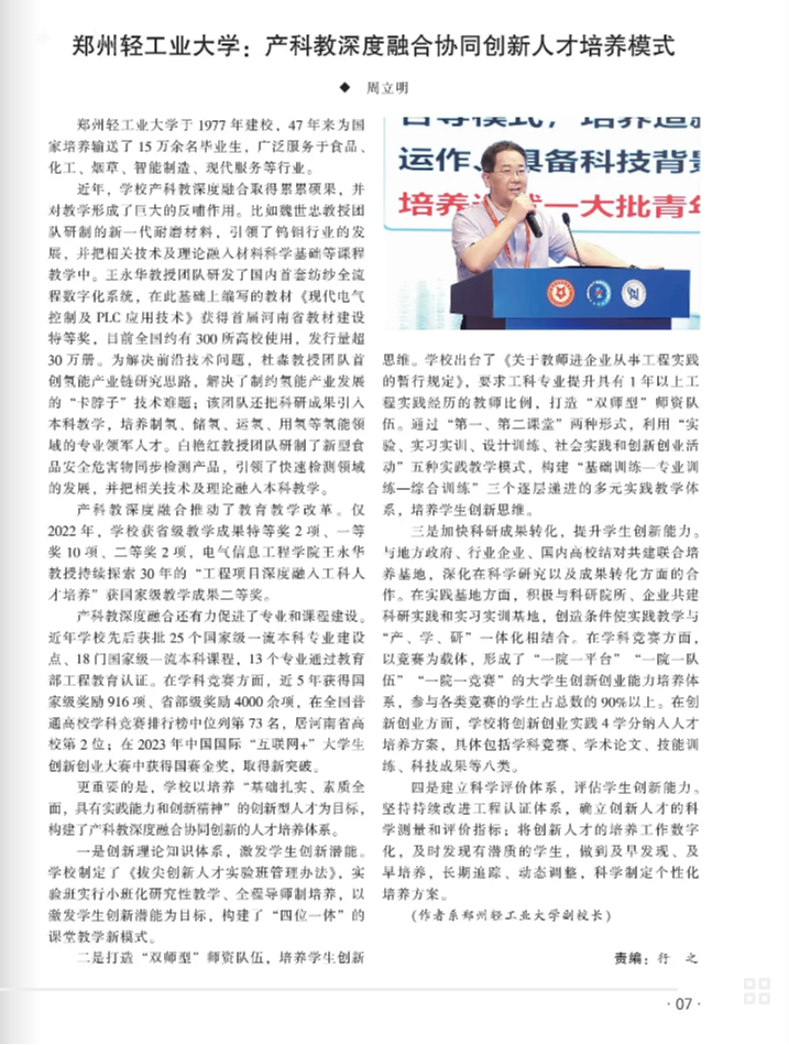 郑州轻工业大学：产科教深度融合协同创新人才培养模式
◆ 周立明
郑州轻工业大学于 1977 年建校，47 年来为国
家培养输送了 15 万余名毕业生，广泛服务于食品、
化工、烟草、智能制造、现代服务等行业。
近年，学校产科教深度融合取得累累硕果，并
对教学形成了巨大的反哺作用。比如魏世忠教授团
队研制的新一代耐磨材料，引领了钨钼行业的发
展，并把相关技术及理论融入材料科学基础等课程
教学中。王永华教授团队研发了国内首套纺纱全流
程数字化系统，在此基础上编写的教材《现代电气
控制及 PLC 应用技术》获得首届河南省教材建设
特等奖，目前全国约有 300 所高校使用，发行量超
30 万册。为解决前沿技术问题，杜淼教授团队首
创氢能产业链研究思路，解决了制约氢能产业发展
的“卡脖子”技术难题；该团队还把科研成果引入
本科教学，培养制氢、储氢、运氢、用氢等氢能领
域的专业领军人才。白艳红教授团队研制了新型食
品安全危害物同步检测产品，引领了快速检测领域
的发展，并把相关技术及理论融入本科教学。
产科教深度融合推动了教育教学改革。仅
2022 年，学校获省级教学成果特等奖 2 项、一等
奖 10 项、二等奖 2 项，电气信息工程学院王永华
教授持续探索 30 年的“工程项目深度融入工科人
才培养”获国家级教学成果二等奖。
产科教深度融合还有力促进了专业和课程建设。
近年学校先后获批 25 个国家级一流本科专业建设
点、18 门国家级一流本科课程，13 个专业通过教育
部工程教育认证。在学科竞赛方面，近 5 年获得国
家级奖励 916 项、省部级奖励 4000 余项，在全国普
通高校学科竞赛排行榜中位列第 73 名，居河南省高
校第 2 位；在 2023 年中国国际“互联网+”大学生
创新创业大赛中获得国赛金奖，取得新突破。
更重要的是，学校以培养“基础扎实、素质全
面，具有实践能力和创新精神”的创新型人才为目标，
构建了产科教深度融合协同创新的人才培养体系。
一是创新理论知识体系，激发学生创新潜能。
学校制定了《拔尖创新人才实验班管理办法》，实
验班实行小班化研究性教学、全程导师制培养，以
激发学生创新潜能为目标，构建了“四位一体”的
课堂教学新模式。
二是打造“双师型”师资队伍，培养学生创新
运作、具备科技背景
培养造就一大批青年
思维。学校出台了《关于教师进企业从事工程实践
的暂行规定》，要求工科专业提升具有 1 年以上工
程实践经历的教师比例，打造“双师型”师资队
伍。通过“第一、第二课堂”两种形式，利用“实
验、实习实训、设计训练、社会实践和创新创业活
动”五种实践教学模式，构建“基础训练—专业训
练—综合训练”三个逐层递进的多元实践教学体
系，培养学生创新思维。
三是加快科研成果转化，提升学生创新能力。
与地方政府、行业企业、国内高校结对共建联合培
养基地，深化在科学研究以及成果转化方面的合
作。在实践基地方面，积极与科研院所、企业共建
科研实践和实习实训基地，创造条件使实践教学与
“产、学、研”一体化相结合。在学科竞赛方面，
以竞赛为载体，形成了“一院一平台”“一院一队
伍”“一院一竞赛”的大学生创新创业能力培养体
系，参与各类竞赛的学生占总数的 90%以上。在创
新创业方面，学校将创新创业实践 4 学分纳入人才
培养方案，具体包括学科竞赛、学术论文、技能训
练、科技成果等八类。
四是建立科学评价体系，评估学生创新能力。
坚持持续改进工程认证体系，确立创新人才的科
学测量和评价指标；将创新人才的培养工作数字
化，及时发现有潜质的学生，做到及早发现、及
早培养，长期追踪、动态调整，科学制定个性化
培养方案。
（作者系郑州轻工业大学副校长）
责编：行 之
· 07 ·